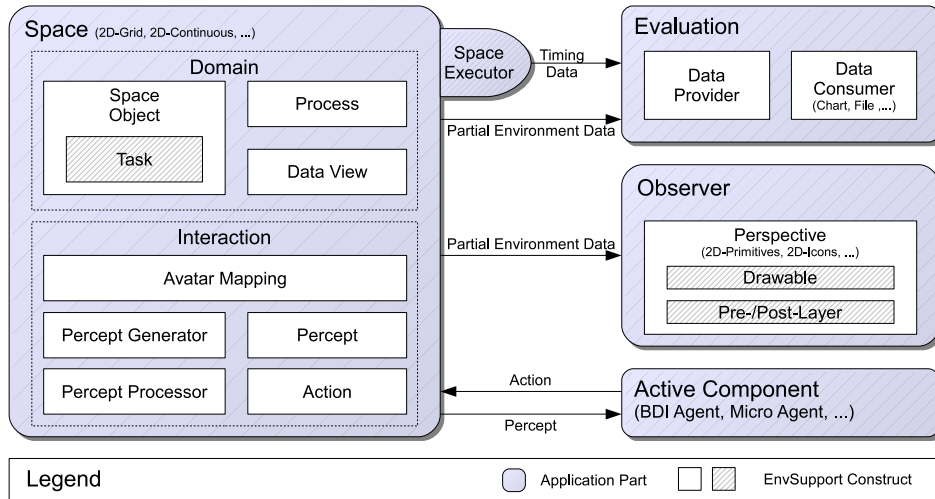 Space (2D-Grid, 2D-Continuous, ...)
Domain
Space
Object
Task
Process
Data View
Interaction
Avatar Mapping
Percept Generator
Percept
Percept Processor
Action
Space
Executor
Timing
Data
Partial Environment Data
Partial Environment Data
Action
Percept
Evaluation
Data
Provider
Data
Consumer
(Chart, File ,...)
Observer
Perspective
(2D-Primitives, 2D-Icons, ...)
Drawable
Pre-/Post-Layer
Active Component
(BDI Agent, Micro Agent, ...)
Legend
Application Part
EnvSupport Construct